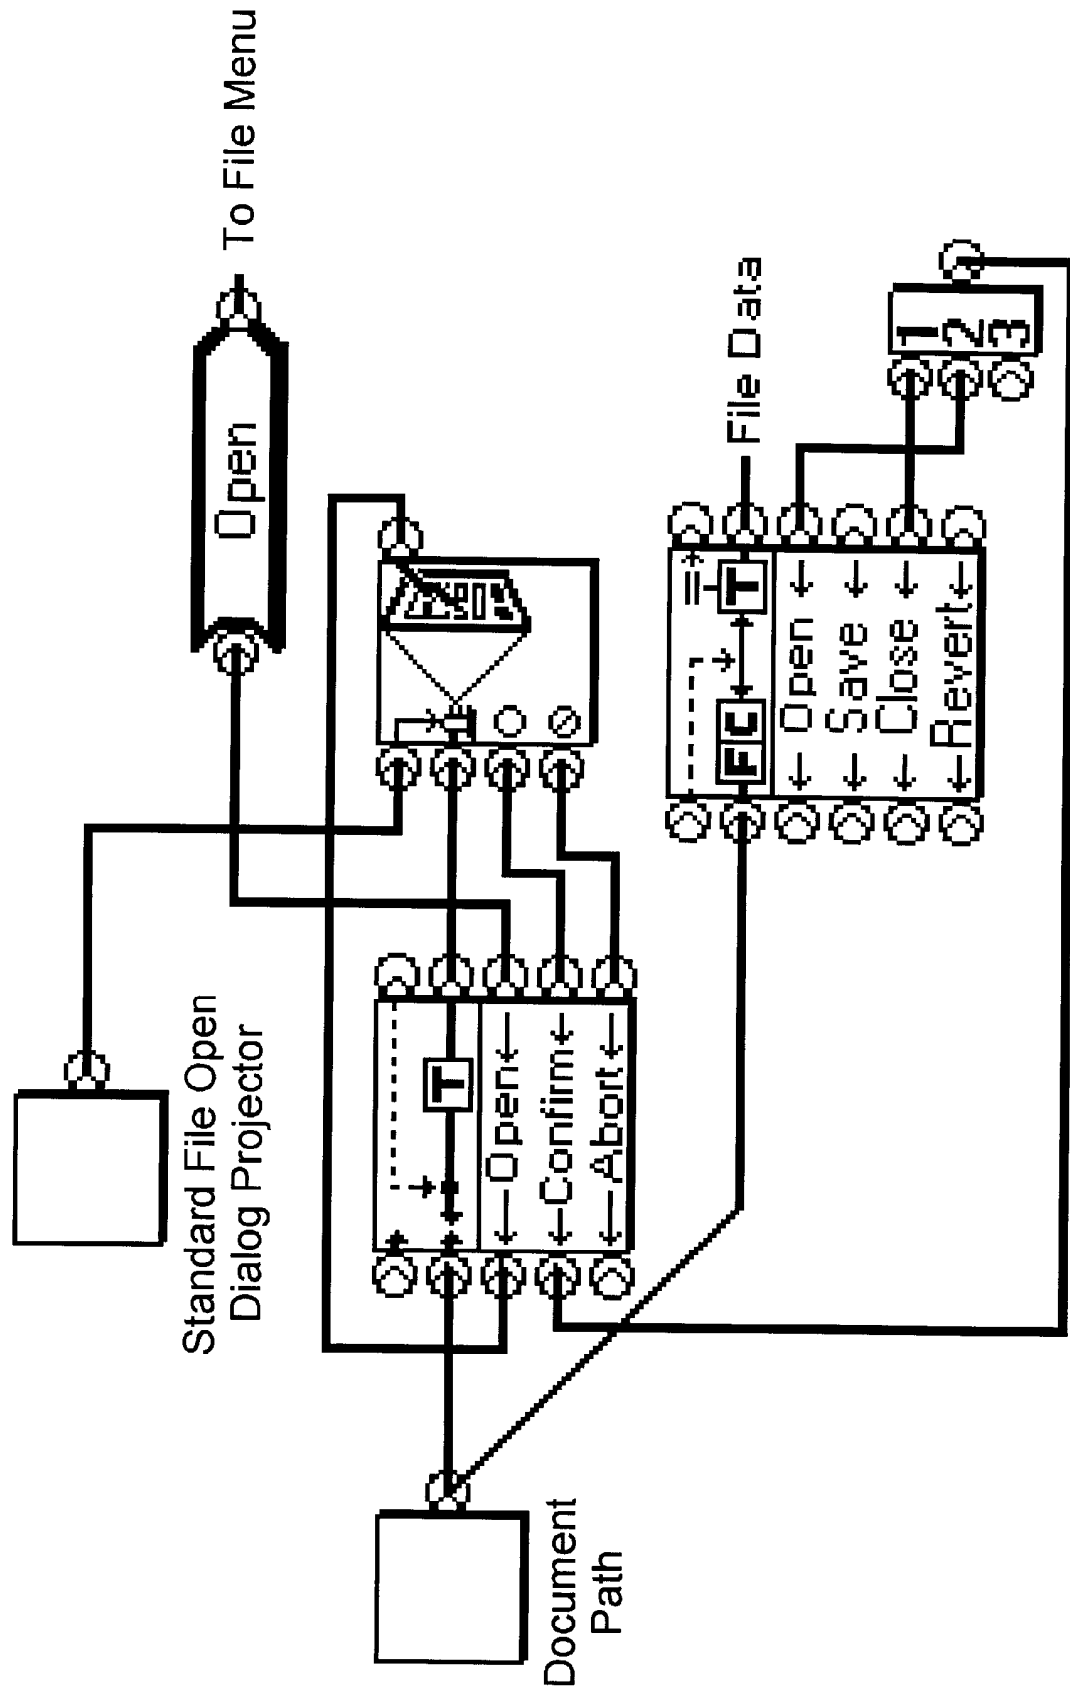 Standard File Open
Dialog Projector
Open
To File Menu
T
Open
Confirm
Abort
Document
Path
F C
T
Open
Save
Close
Revert
File Data
1
2
3